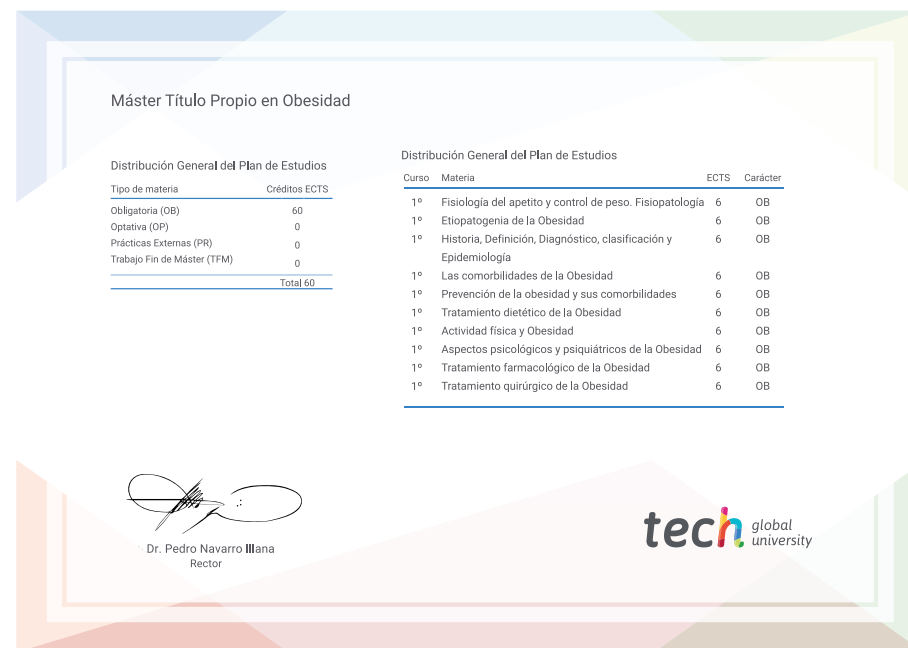 Máster Título Propio en Obesidad
Distribución General del Plan de Estudios
Tipo de materia Créditos ECTS
Obligatoria (OB) 60
Optativa (OP) 0
Prácticas Externas (PR) 0
Trabajo Fin de Máster (TFM) 0
Total 60
Distribución General del Plan de Estudios
Curso Materia ECTS Carácter
1º Fisiología del apetito y control de peso. Fisiopatología 6 OB
1º Etiopatogenia de la Obesidad 6 OB
1º Historia, Definición, Diagnóstico, clasificación y 6 OB
Epidemiología
1º Las comorbilidades de la Obesidad 6 OB
1º Prevención de la obesidad y sus comorbilidades 6 OB
1º Tratamiento dietético de la Obesidad 6 OB
1º Actividad física y Obesidad 6 OB
1º Aspectos psicológicos y psiquiátricos de la Obesidad 6 OB
1º Tratamiento farmacológico de la Obesidad 6 OB
1º Tratamiento quirúrgico de la Obesidad 6 OB
Dr. Pedro Navarro Illana
Rector
tech global
university